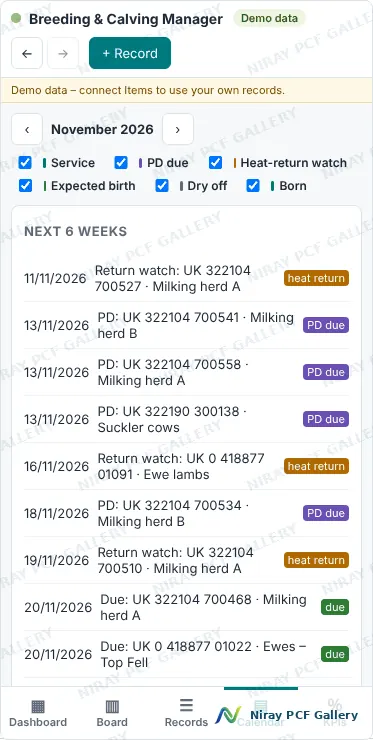 Breeding & Calving Manager Demo data
← → + Record
Demo data – connect Items to use your own records.
‹ November 2026 ›
Service PD due Heat-return watch
Expected birth Dry off Born
NEXT 6 WEEKS
11/11/2026 Return watch: UK 322104 700527 · Milking herd A heat return
13/11/2026 PD: UK 322104 700541 · Milking herd B PD due
13/11/2026 PD: UK 322104 700558 · Milking herd A PD due
13/11/2026 PD: UK 322190 300138 · Suckler cows PD due
16/11/2026 Return watch: UK 0 418877 01091 · Ewe lambs heat return
18/11/2026 PD: UK 322104 700534 · Milking herd B PD due
19/11/2026 Return watch: UK 322104 700510 · Milking herd A heat return
20/11/2026 Due: UK 322104 700468 · Milking herd A due
20/11/2026 Due: UK 0 418877 01022 · Ewes – Top Fell due
Dashboard Board Records Calendar KPIs
Niray PCF Gallery
NIRAY PCF GALLERY